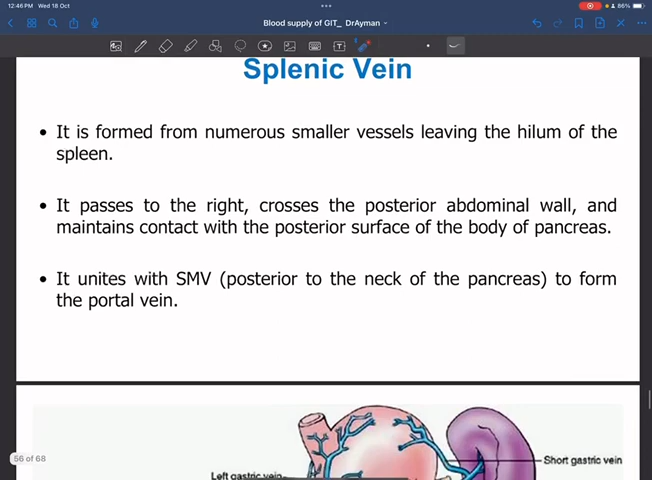 12:46 PM Wed 18 Oct
86%
Blood supply of GIT_ DrAyman
Splenic Vein
• It is formed from numerous smaller vessels leaving the hilum of the
spleen.
• It passes to the right, crosses the posterior abdominal wall, and
maintains contact with the posterior surface of the body of pancreas.
• It unites with SMV (posterior to the neck of the pancreas) to form
the portal vein.
56 of 68
Short gastric vein
Left gastric vein